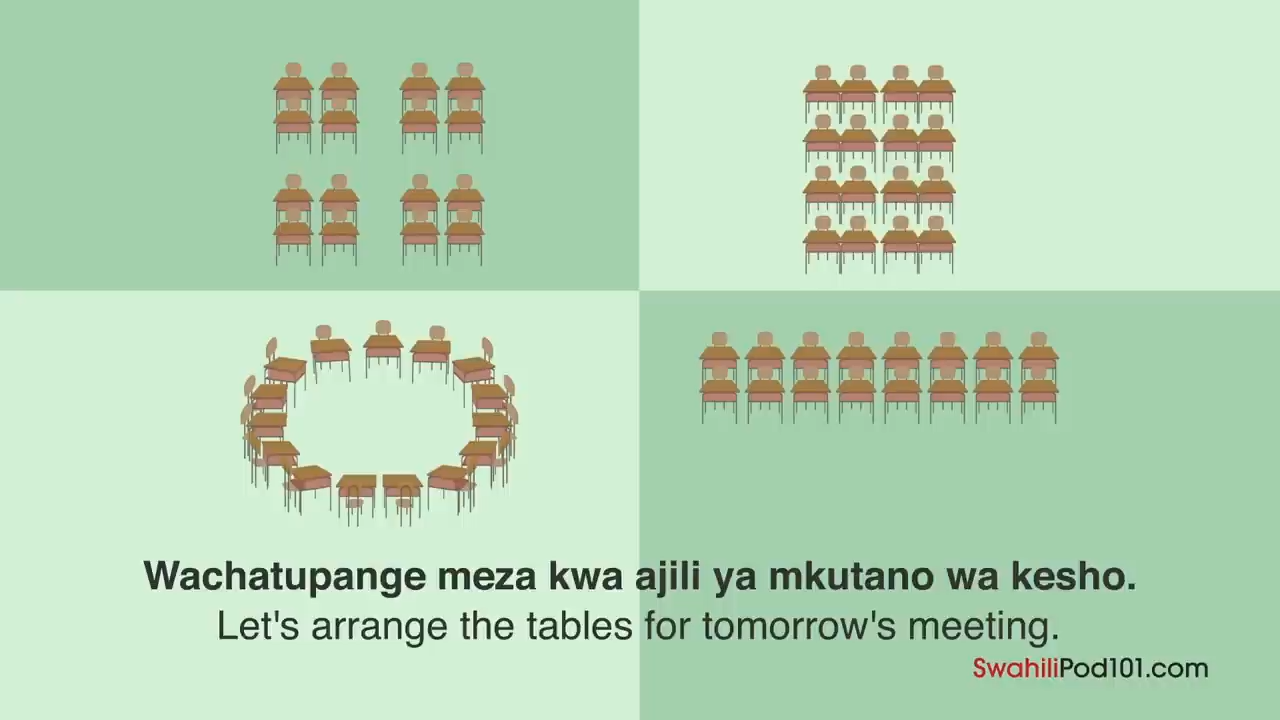 Wachatupange meza kwa ajili ya mkutano wa kesho.
Let's arrange the tables for tomorrow's meeting.
SwahiliPod101.com